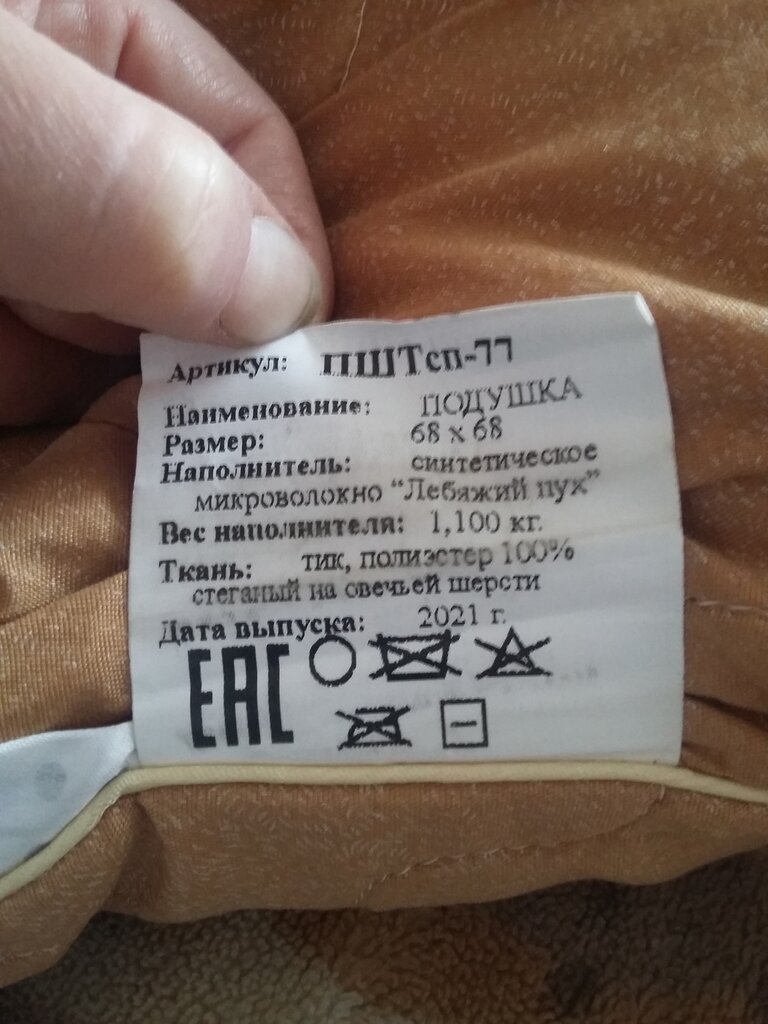 Артикул: ПШТсп-77
Наименование: ПОДУШКА
Размер: 68 х 68
Наполнитель: синтетическое
микроволокно “Лебяжий пух”
Вес наполнителя: 1,100 кг.
Ткань: тик, полиэстер 100%
стеганый на овечьей шерсти
Дата выпуска: 2021 г.
EAC